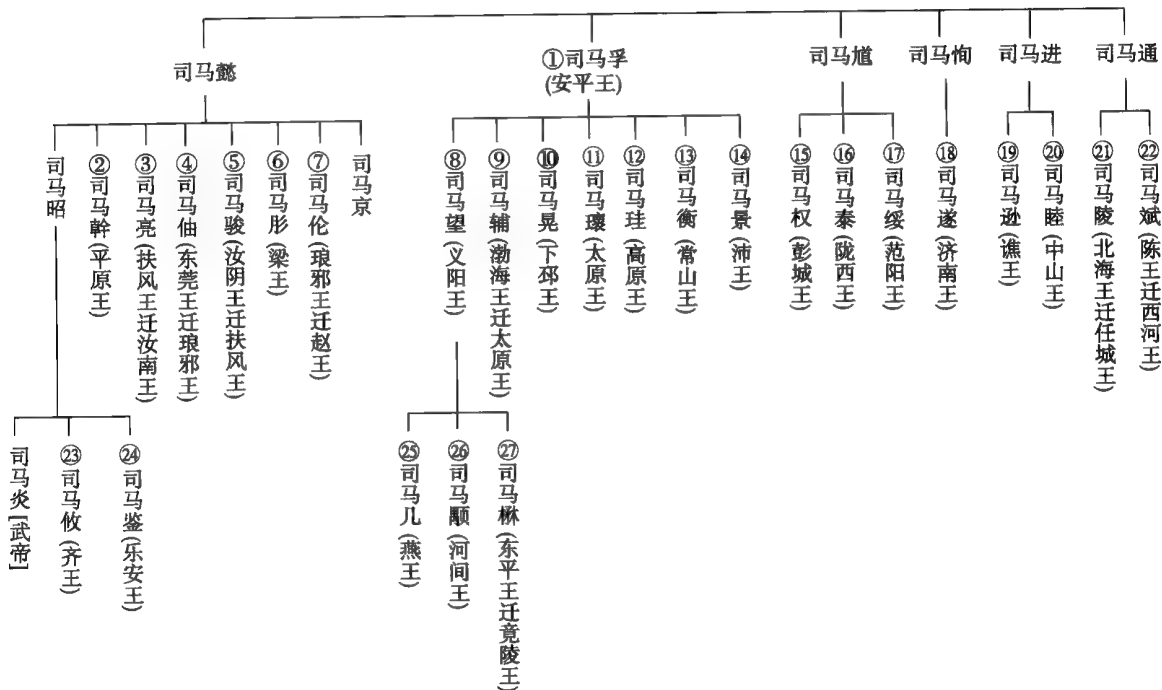 司马懿
①司马孚
(安平王)
司马馗
司马恂
司马进
司马通
司马昭
②司马幹(平原王)
③司马亮(扶风王迁汝南王)
④司马伷(东莞王迁琅邪王)
⑤司马骏(汝阴王迁扶风王)
⑥司马肜(梁王)
⑦司马伦(琅邪王迁赵王)
司马京
⑧司马望(义阳王)
⑨司马辅(渤海王迁太原王)
⑩司马晃(下邳王)
⑪司马瓌(太原王)
⑫司马珪(高原王)
⑬司马衡(常山王)
⑭司马景(沛王)
⑮司马权(彭城王)
⑯司马泰(陇西王)
⑰司马绥(范阳王)
⑱司马遂(济南王)
⑲司马逊(谯王)
⑳司马睦(中山王)
㉑司马陵(北海王迁任城王)
㉒司马斌(陈王迁西河王)
司马炎[武帝]
㉓司马攸(齐王)
㉔司马鉴(乐安王)
㉕司马几(燕王)
㉖司马颙(河间王)
㉗司马楙(东平王迁竟陵王)